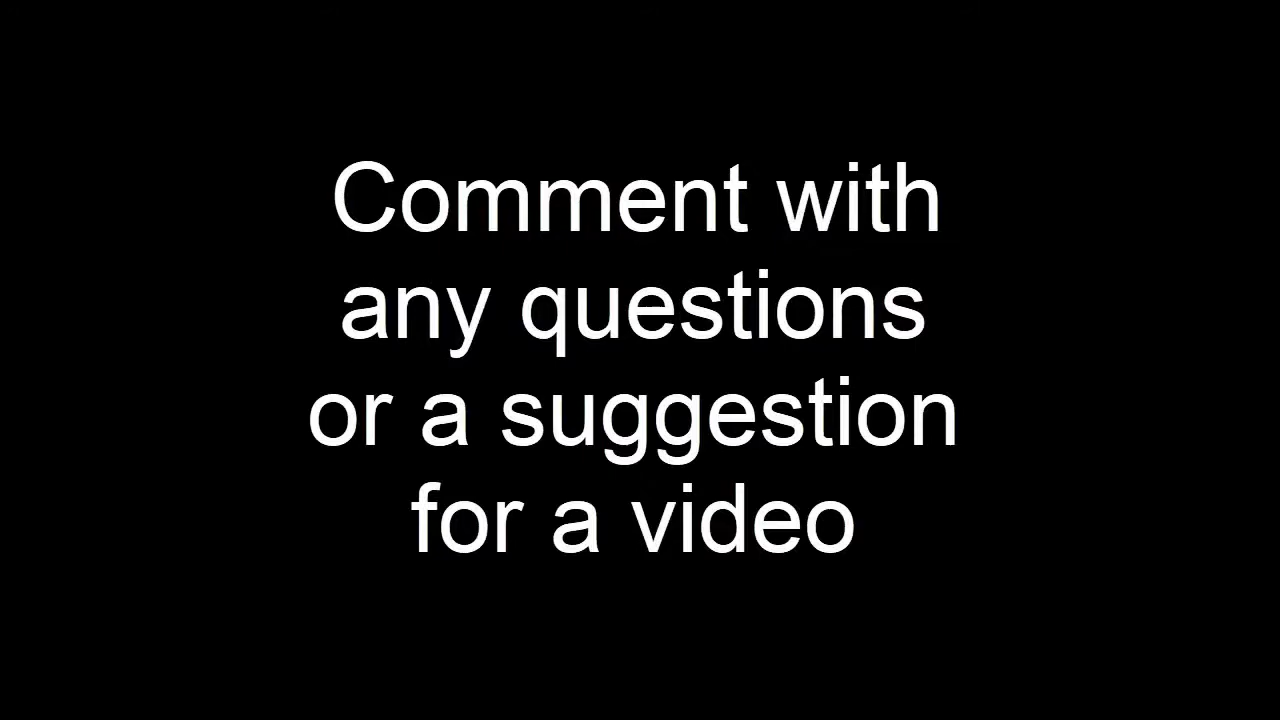 Comment with
any questions
or a suggestion
for a video